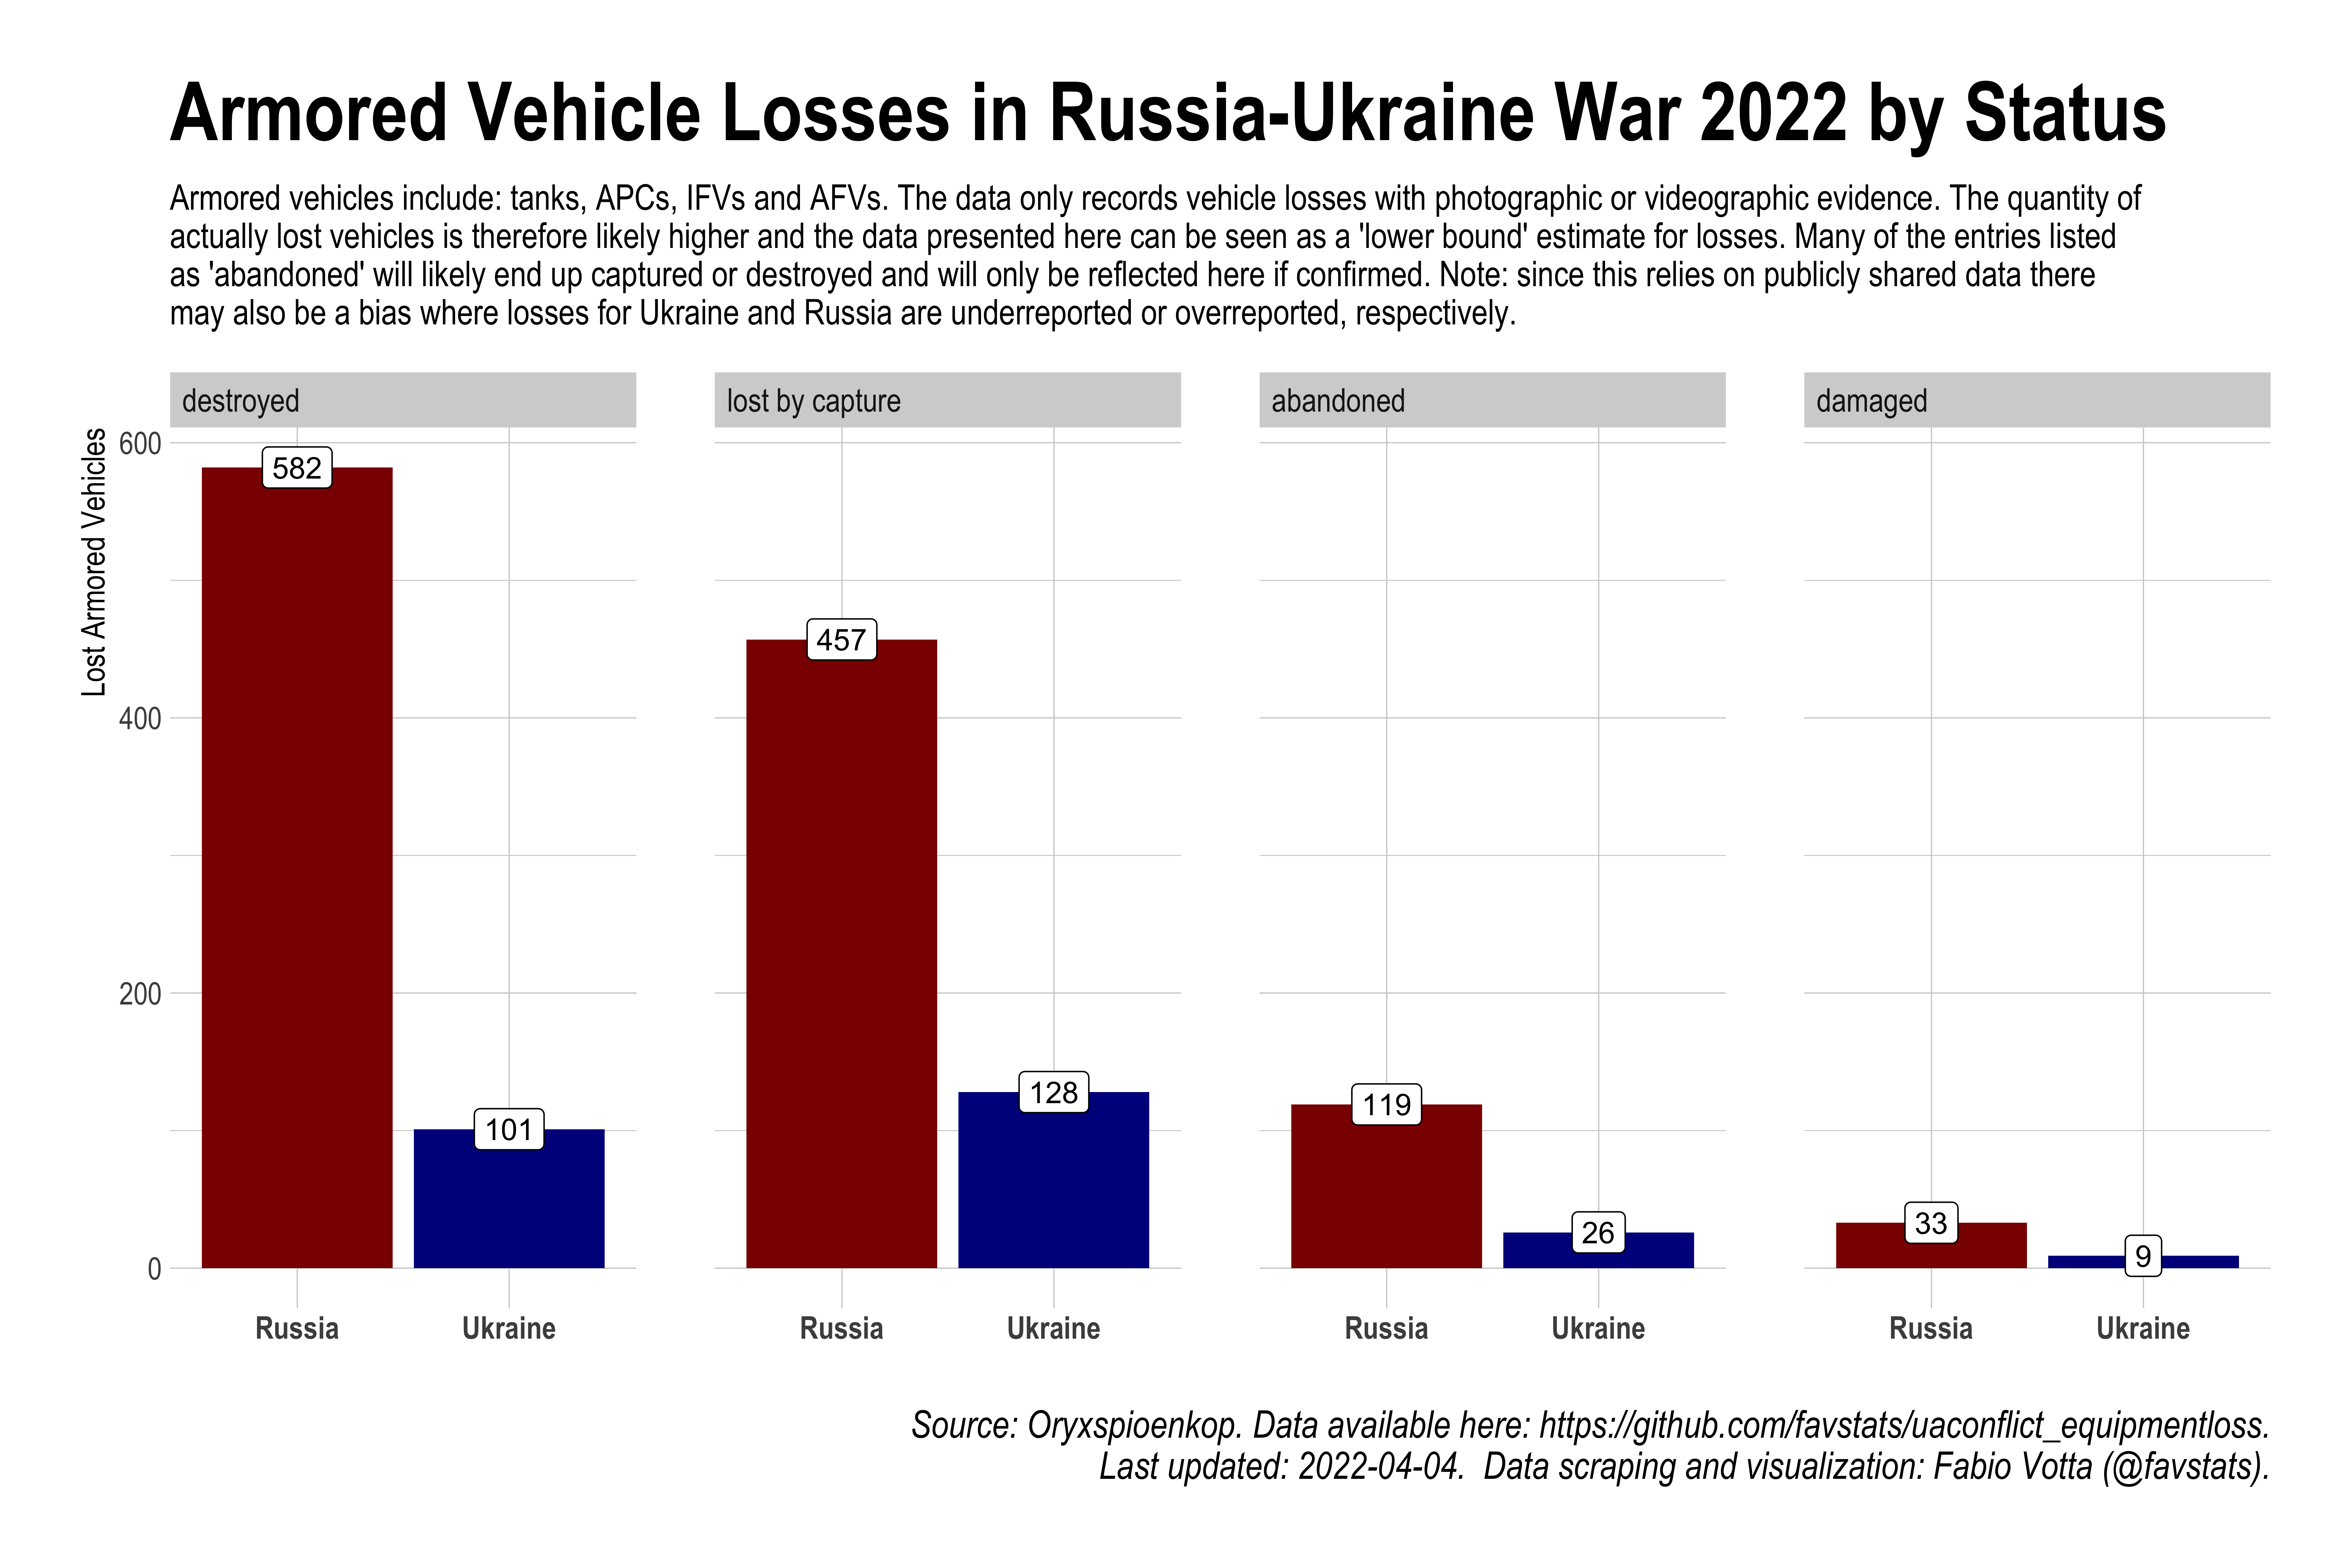 Armored Vehicle Losses in Russia-Ukraine War 2022 by Status
Armored vehicles include: tanks, APCs, IFVs and AFVs. The data only records vehicle losses with photographic or videographic evidence. The quantity of
actually lost vehicles is therefore likely higher and the data presented here can be seen as a 'lower bound' estimate for losses. Many of the entries listed
as 'abandoned' will likely end up captured or destroyed and will only be reflected here if confirmed. Note: since this relies on publicly shared data there
may also be a bias where losses for Ukraine and Russia are underreported or overreported, respectively.
destroyed
lost by capture
abandoned
damaged
Lost Armored Vehicles
600
400
200
0
582
101
457
128
119
26
33
9
Russia
Ukraine
Russia
Ukraine
Russia
Ukraine
Russia
Ukraine
Source: Oryxspioenkop. Data available here: https://github.com/favstats/uaconflict_equipmentloss.
Last updated: 2022-04-04.  Data scraping and visualization: Fabio Votta (@favstats).